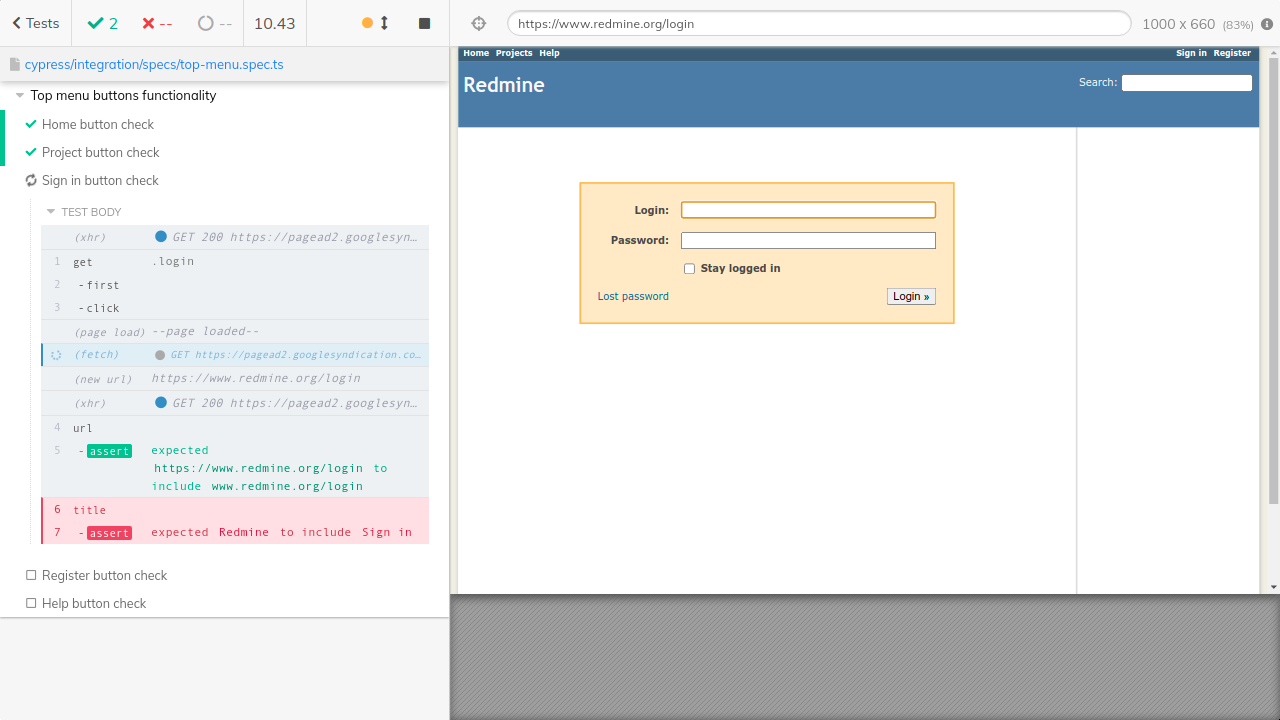 Tests
2
--
--
10.43
https://www.redmine.org/login
1000 x 660 (83%)
cypress/integration/specs/top-menu.spec.ts
Top menu buttons functionality
Home button check
Project button check
Sign in button check
TEST BODY
(xhr) GET 200 https://pagead2.googlesyn…
1 get .login
2 -first
3 -click
(page load) --page loaded--
(fetch) GET https://pagead2.googlesyndication.co…
(new url) https://www.redmine.org/login
(xhr) GET 200 https://pagead2.googlesyn…
4 url
5 -assert expected
https://www.redmine.org/login to
include www.redmine.org/login
6 title
7 -assert expected Redmine to include Sign in
Register button check
Help button check
Home Projects Help
Sign in Register
Redmine
Search:
Login:
Password:
Stay logged in
Lost password
Login »